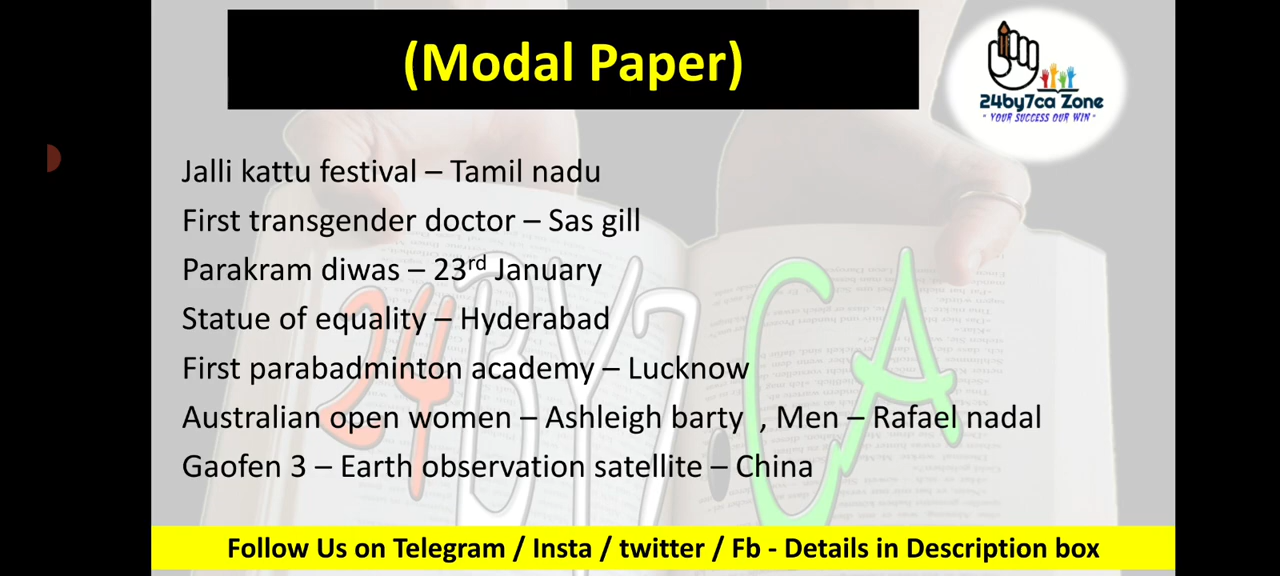 (Modal Paper)
24by7ca Zone
" YOUR SUCCESS OUR WIN "
Jalli kattu festival – Tamil nadu
First transgender doctor – Sas gill
Parakram diwas – 23rd January
Statue of equality – Hyderabad
First parabadminton academy – Lucknow
Australian open women – Ashleigh barty , Men – Rafael nadal
Gaofen 3 – Earth observation satellite – China
24BY7.CA
Follow Us on Telegram / Insta / twitter / Fb - Details in Description box